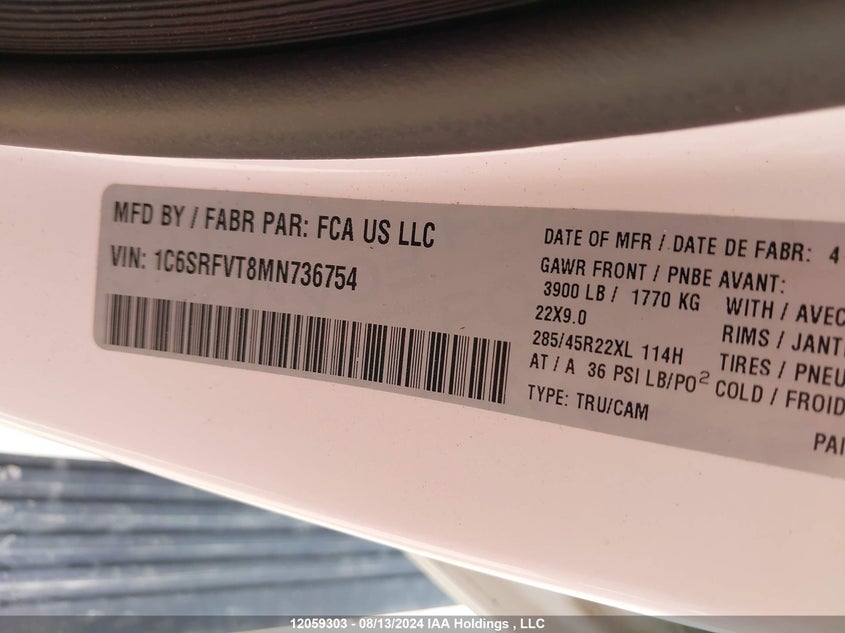 MFD BY / FABR PAR: FCA US LLC
VIN: 1C6SRFVT8MN736754
DATE OF MFR / DATE DE FABR: 4
GAWR FRONT / PNBE AVANT:
3900 LB / 1770 KG WITH / AVEC
22X9.0 RIMS / JANT
285/45R22XL 114H TIRES / PNEU
AT / A 36 PSI LB/PO² COLD / FROID
TYPE: TRU/CAM
PAI
12059303 - 08/13/2024 IAA Holdings , LLC